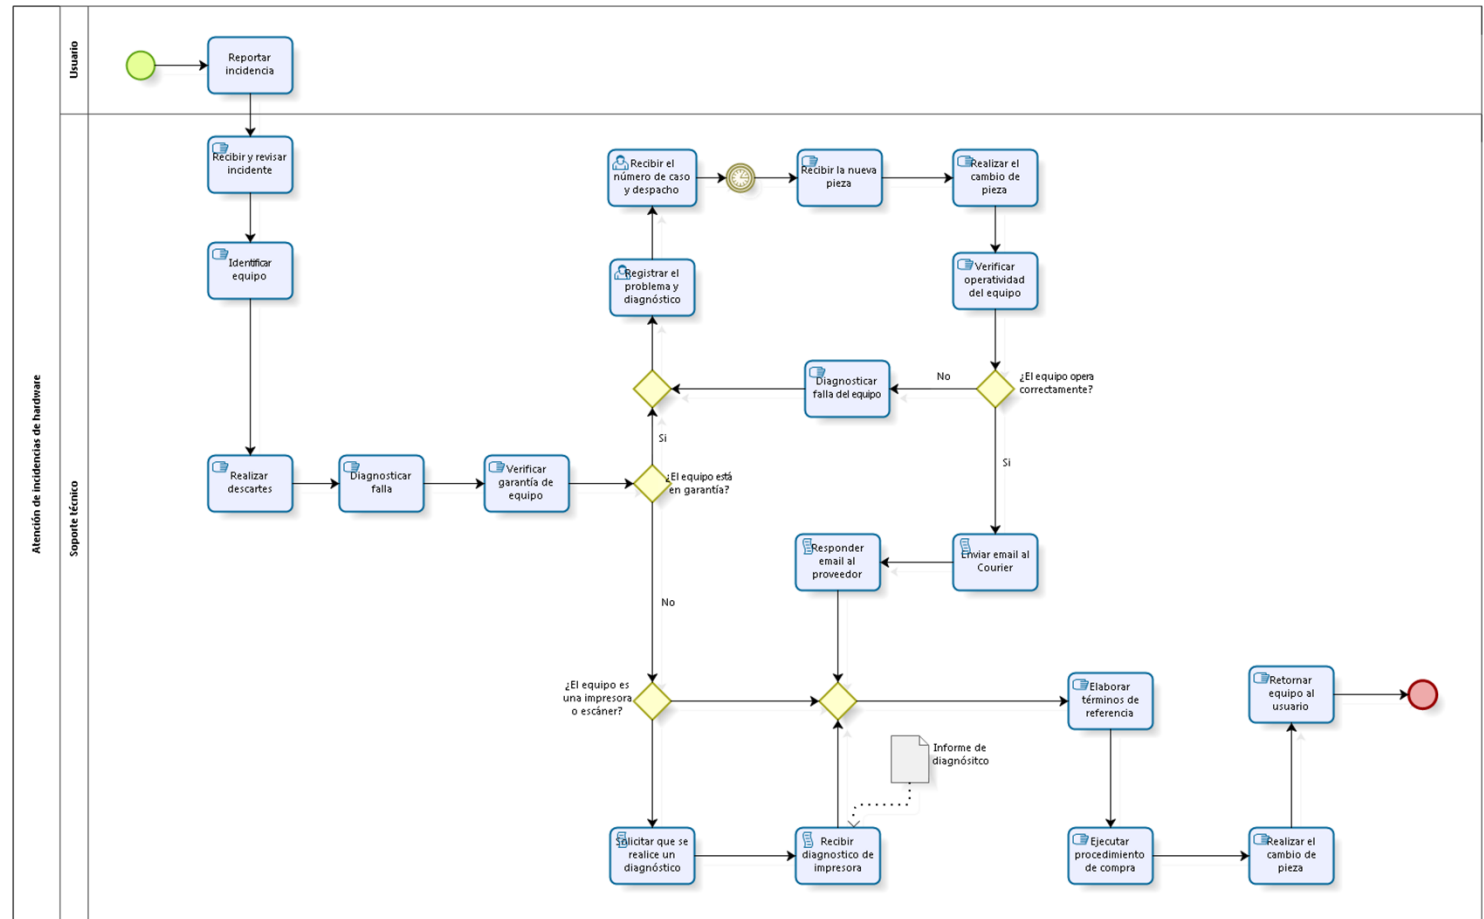 Atención de incidencias de hardware
Usuario
Reportar
incidencia
Soporte técnico
Recibir y revisar
incidente
Identificar
equipo
Realizar
descartes
Diagnosticar
falla
Verificar
garantía de
equipo
¿El equipo está
en garantía?
Si
No
Registrar el
problema y
diagnóstico
Recibir el
número de caso
y despacho
Recibir la nueva
pieza
Realizar el
cambio de
pieza
Verificar
operatividad
del equipo
¿El equipo opera
correctamente?
No
Diagnosticar
falla del equipo
Si
Enviar email al
Courier
Responder
email al
proveedor
¿El equipo es
una impresora
o escáner?
Solicitar que se
realice un
diagnóstico
Recibir
diagnostico de
impresora
Informe de
diagnósitco
Elaborar
términos de
referencia
Ejecutar
procedimiento
de compra
Realizar el
cambio de
pieza
Retornar
equipo al
usuario